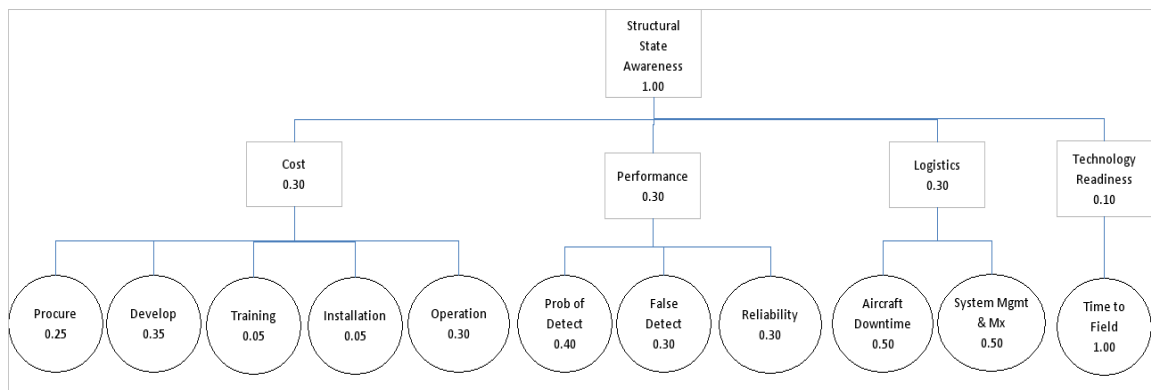 Structural
State
Awareness
1.00
Cost
0.30
Performance
0.30
Logistics
0.30
Technology
Readiness
0.10
Procure
0.25
Develop
0.35
Training
0.05
Installation
0.05
Operation
0.30
Prob of
Detect
0.40
False
Detect
0.30
Reliability
0.30
Aircraft
Downtime
0.50
System Mgmt
& Mx
0.50
Time to
Field
1.00